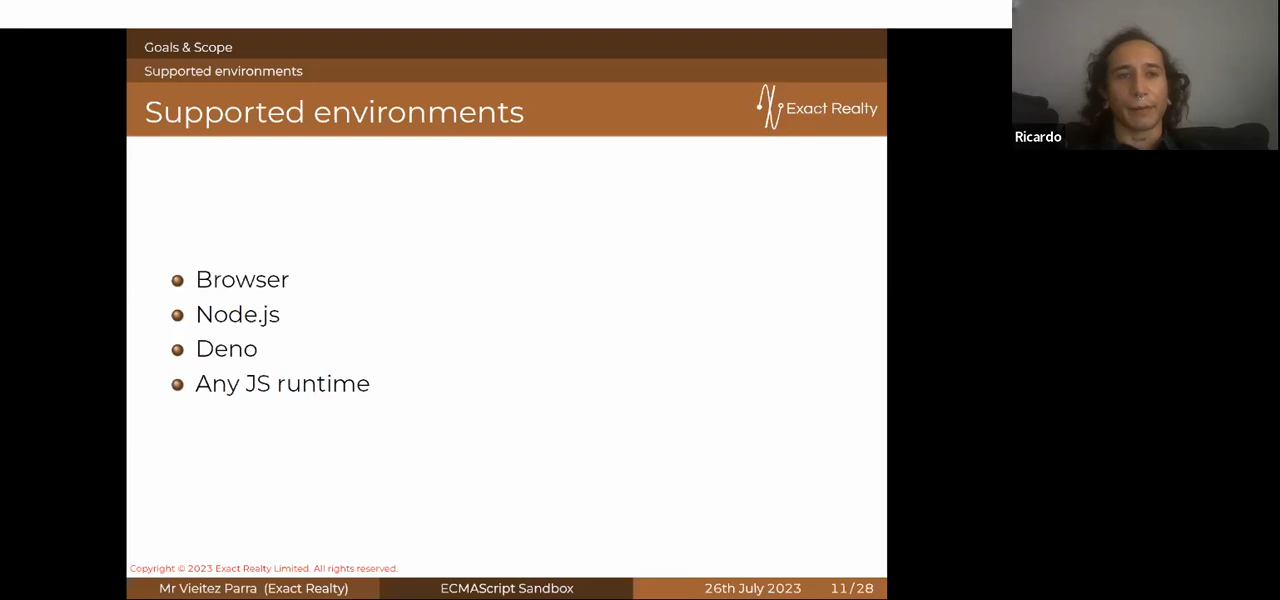 Goals & Scope
Supported environments
Supported environments
Exact Realty
Ricardo
Browser
Node.js
Deno
Any JS runtime
Copyright © 2023 Exact Realty Limited. All rights reserved.
Mr Vieitez Parra (Exact Realty) ECMAScript Sandbox 26th July 2023 11/28